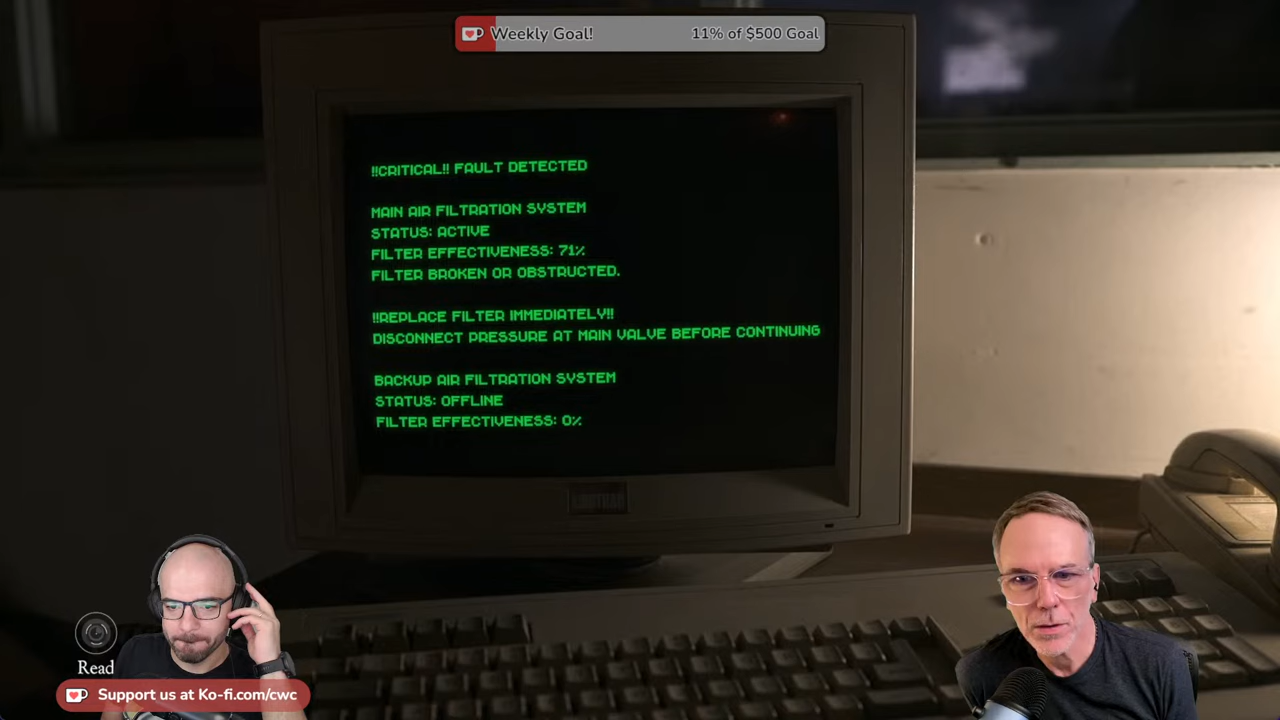 Weekly Goal! 11% of $500 Goal
!!CRITICAL!! FAULT DETECTED
MAIN AIR FILTRATION SYSTEM
STATUS: ACTIVE
FILTER EFFECTIVENESS: 71%
FILTER BROKEN OR OBSTRUCTED.
!!REPLACE FILTER IMMEDIATELY!!
DISCONNECT PRESSURE AT MAIN VALVE BEFORE CONTINUING
BACKUP AIR FILTRATION SYSTEM
STATUS: OFFLINE
FILTER EFFECTIVENESS: 0%
Read
Support us at Ko-fi.com/cwc